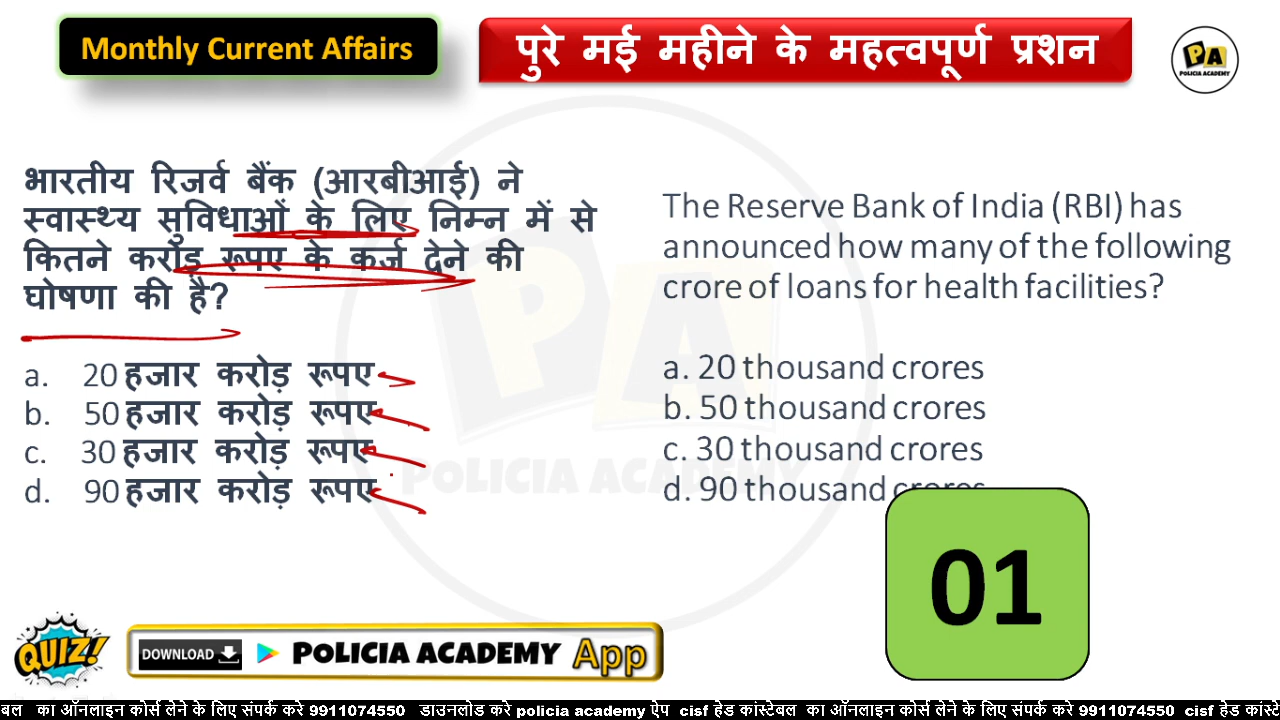 Monthly Current Affairs
पुरे मई महीने के महत्वपूर्ण प्रशन
PA
POLICIA ACADEMY
भारतीय रिजर्व बैंक (आरबीआई) ने
स्वास्थ्य सुविधाओं के लिए निम्न में से
कितने करोड़ रूपए के कर्ज देने की
घोषणा की है?
a. 20 हजार करोड़ रूपए
b. 50 हजार करोड़ रूपए
c. 30 हजार करोड़ रूपए
d. 90 हजार करोड़ रूपए
The Reserve Bank of India (RBI) has
announced how many of the following
crore of loans for health facilities?
a. 20 thousand crores
b. 50 thousand crores
c. 30 thousand crores
d. 90 thousand crores
PA
POLICIA ACADEMY
01
QUIZ!
DOWNLOAD POLICIA ACADEMY App
का ऑनलाइन कोर्स लेने के लिए संपर्क करे 9911074550 डाउनलोड करे policia academy ऐप cisf हेड कांस्टेबल का ऑनलाइन कोर्स लेने के लिए संपर्क करे 9911074550 cisf हेड